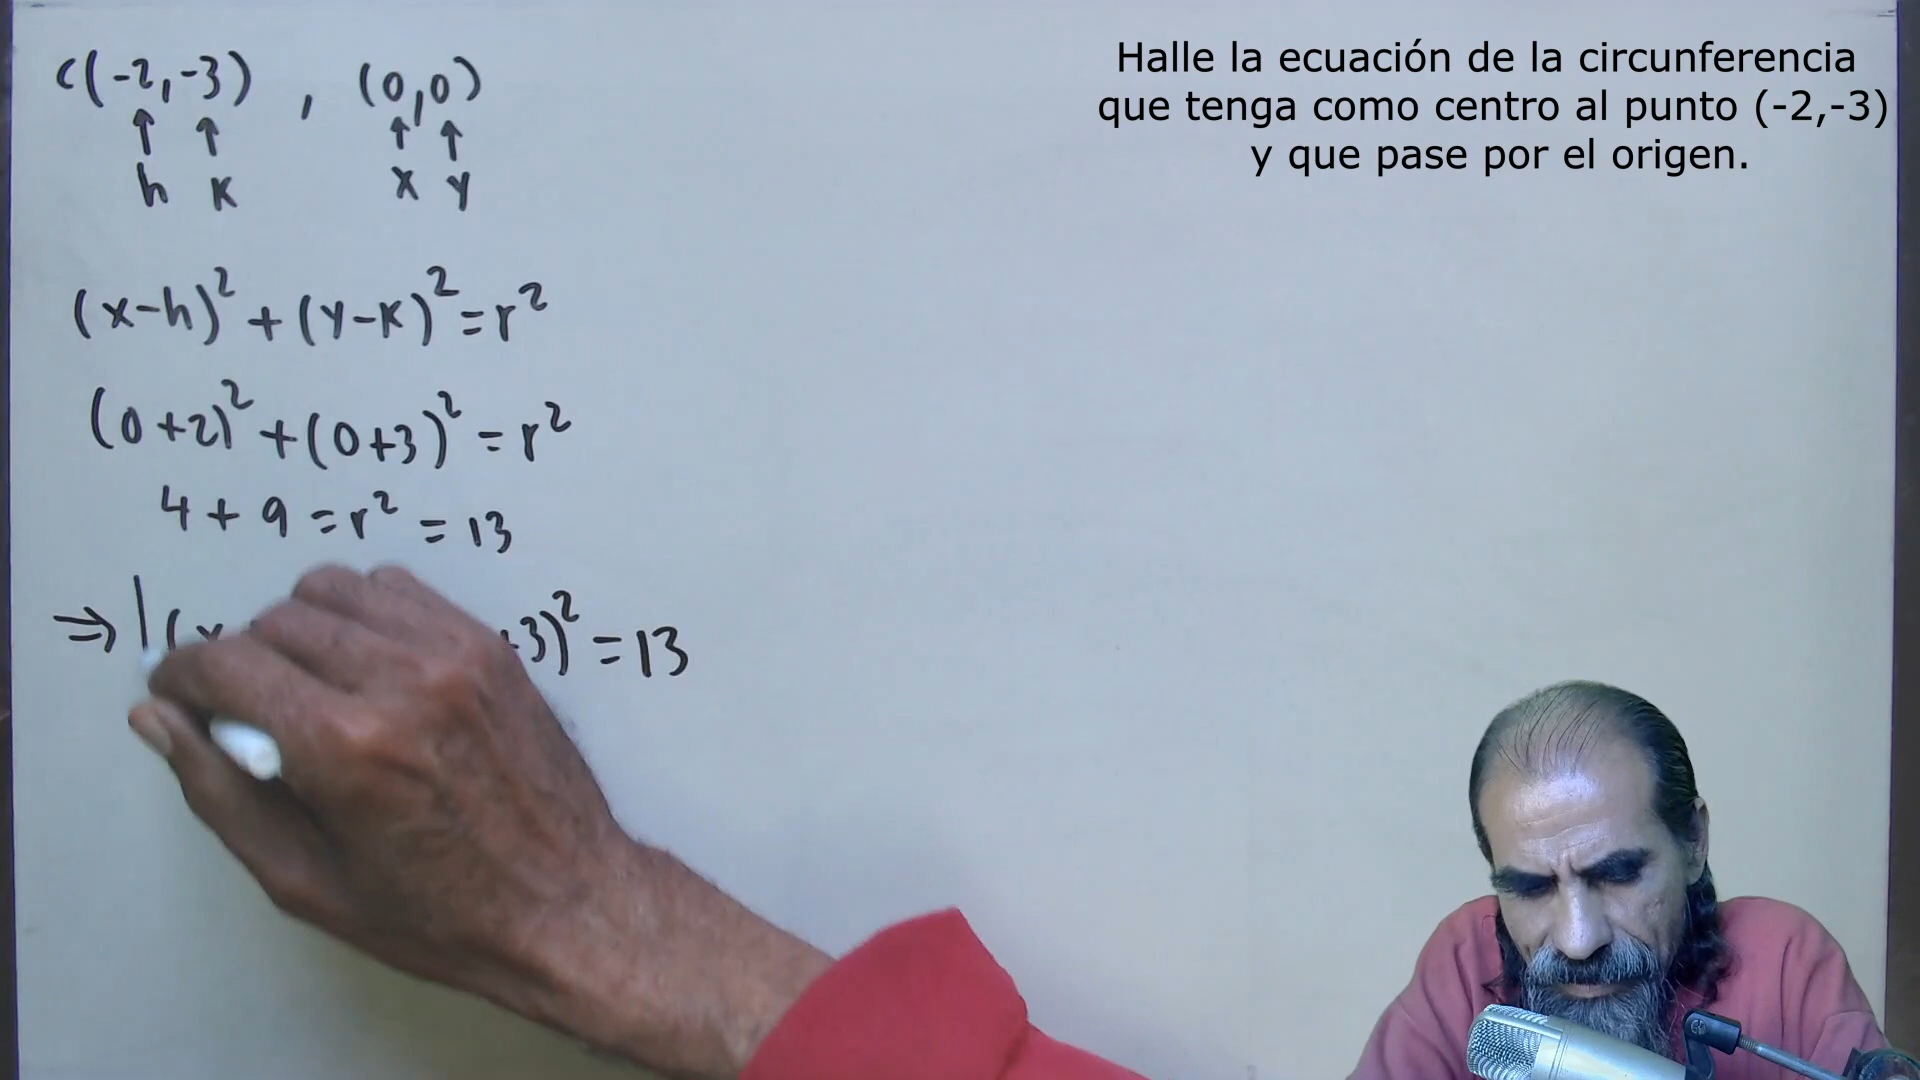 C(-2,-3) , (0,0)
↑ ↑ ↑ ↑
h k x y
(x-h)² + (y-k)² = r²
(0+2)² + (0+3)² = r²
4 + 9 = r² = 13
⇒ (x 3)² = 13
Halle la ecuación de la circunferencia
que tenga como centro al punto (-2,-3)
y que pase por el origen.